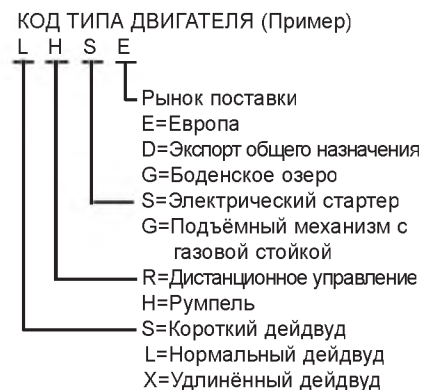 КОД ТИПА ДВИГАТЕЛЯ (Пример)
L H S E
Рынок поставки
E=Европа
D=Экспорт общего назначения
G=Боденское озеро
S=Электрический стартер
G=Подъёмный механизм с
газовой стойкой
R=Дистанционное управление
H=Румпель
S=Короткий дейдвуд
L=Нормальный дейдвуд
X=Удлинённый дейдвуд